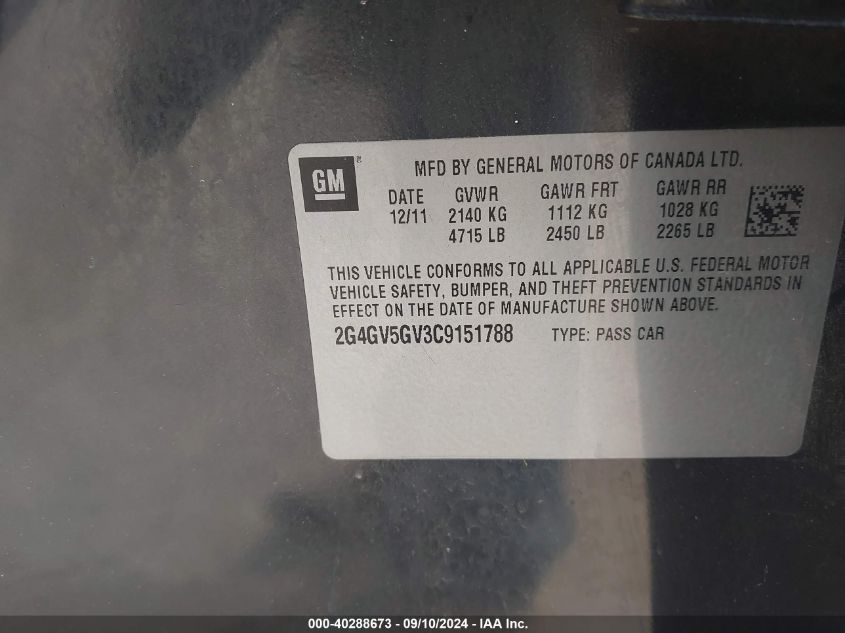 GM
MFD BY GENERAL MOTORS OF CANADA LTD.
DATE GVWR GAWR FRT GAWR RR
12/11 2140 KG 1112 KG 1028 KG
4715 LB 2450 LB 2265 LB
THIS VEHICLE CONFORMS TO ALL APPLICABLE U.S. FEDERAL MOTOR
VEHICLE SAFETY, BUMPER, AND THEFT PREVENTION STANDARDS IN
EFFECT ON THE DATE OF MANUFACTURE SHOWN ABOVE.
2G4GV5GV3C9151788 TYPE: PASS CAR
000-40288673 - 09/10/2024 - IAA Inc.